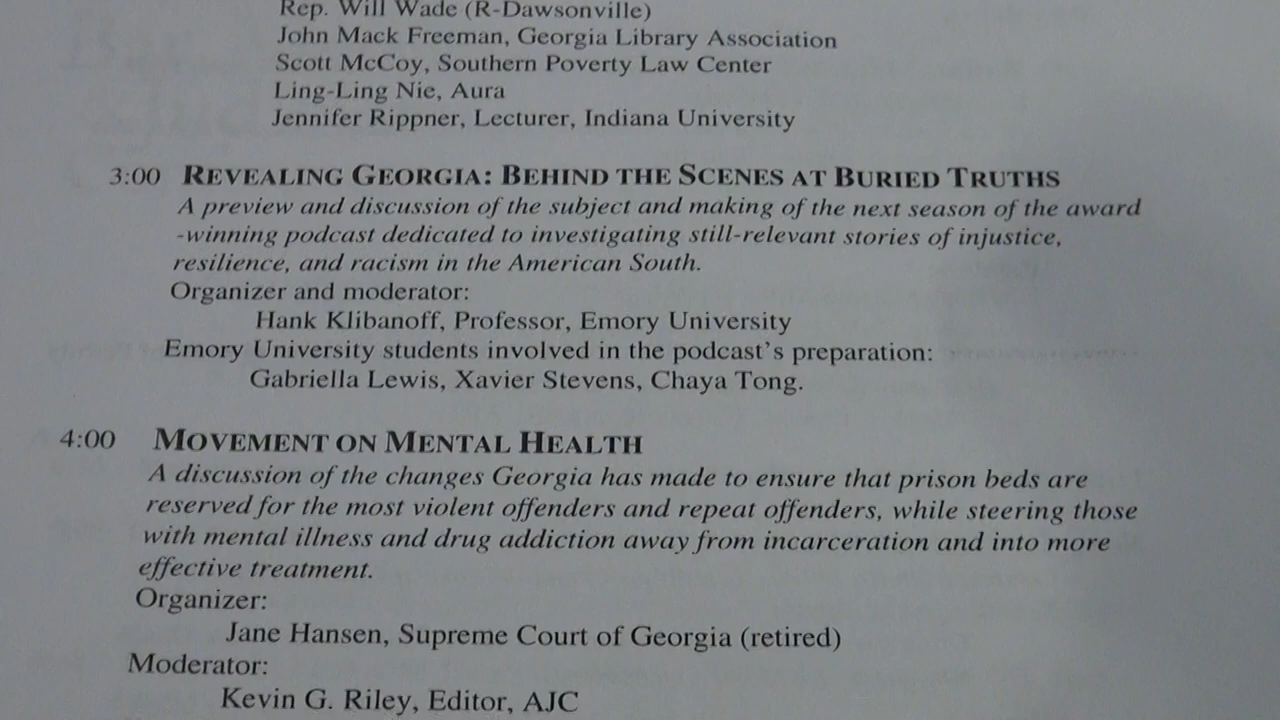 Rep. Will Wade (R-Dawsonville)
John Mack Freeman, Georgia Library Association
Scott McCoy, Southern Poverty Law Center
Ling-Ling Nie, Aura
Jennifer Rippner, Lecturer, Indiana University
3:00 REVEALING GEORGIA: BEHIND THE SCENES AT BURIED TRUTHS
A preview and discussion of the subject and making of the next season of the award
-winning podcast dedicated to investigating still-relevant stories of injustice,
resilience, and racism in the American South.
Organizer and moderator:
Hank Klibanoff, Professor, Emory University
Emory University students involved in the podcast's preparation:
Gabriella Lewis, Xavier Stevens, Chaya Tong.
4:00 MOVEMENT ON MENTAL HEALTH
A discussion of the changes Georgia has made to ensure that prison beds are
reserved for the most violent offenders and repeat offenders, while steering those
with mental illness and drug addiction away from incarceration and into more
effective treatment.
Organizer:
Jane Hansen, Supreme Court of Georgia (retired)
Moderator:
Kevin G. Riley, Editor, AJC